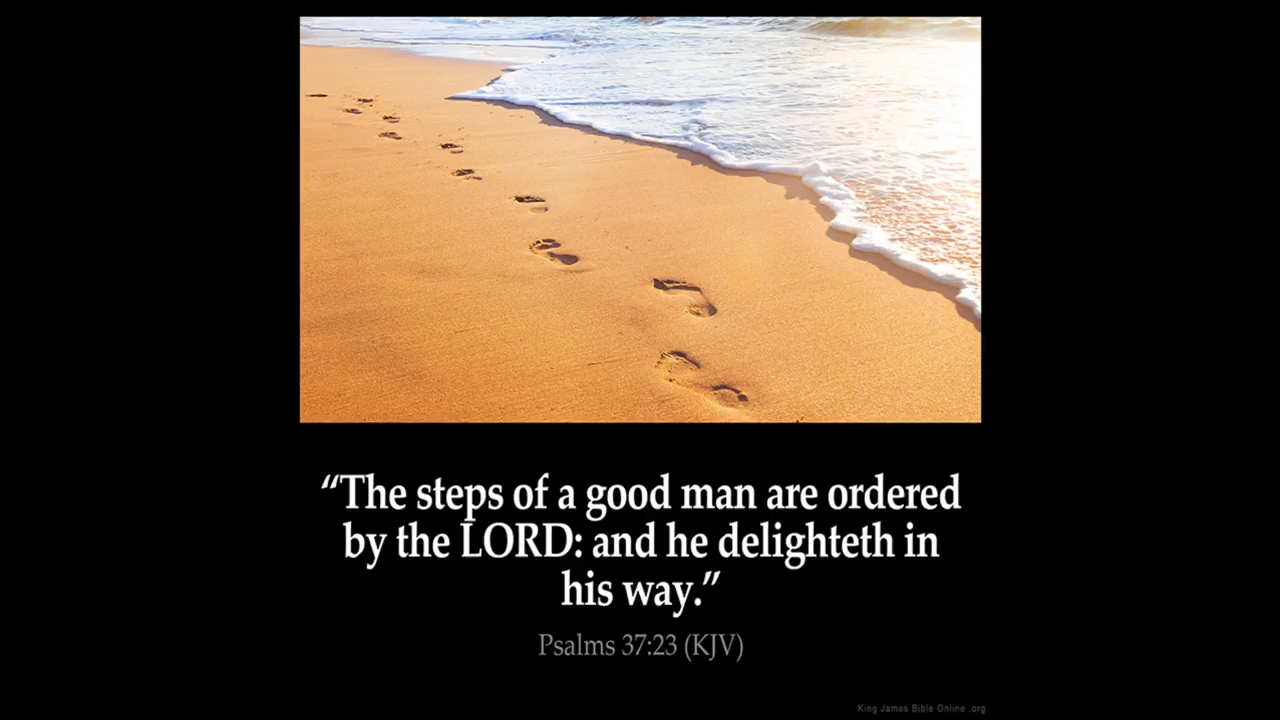 “The steps of a good man are ordered
by the LORD: and he delighteth in
his way.”
Psalms 37:23 (KJV)
King James Bible Online .org